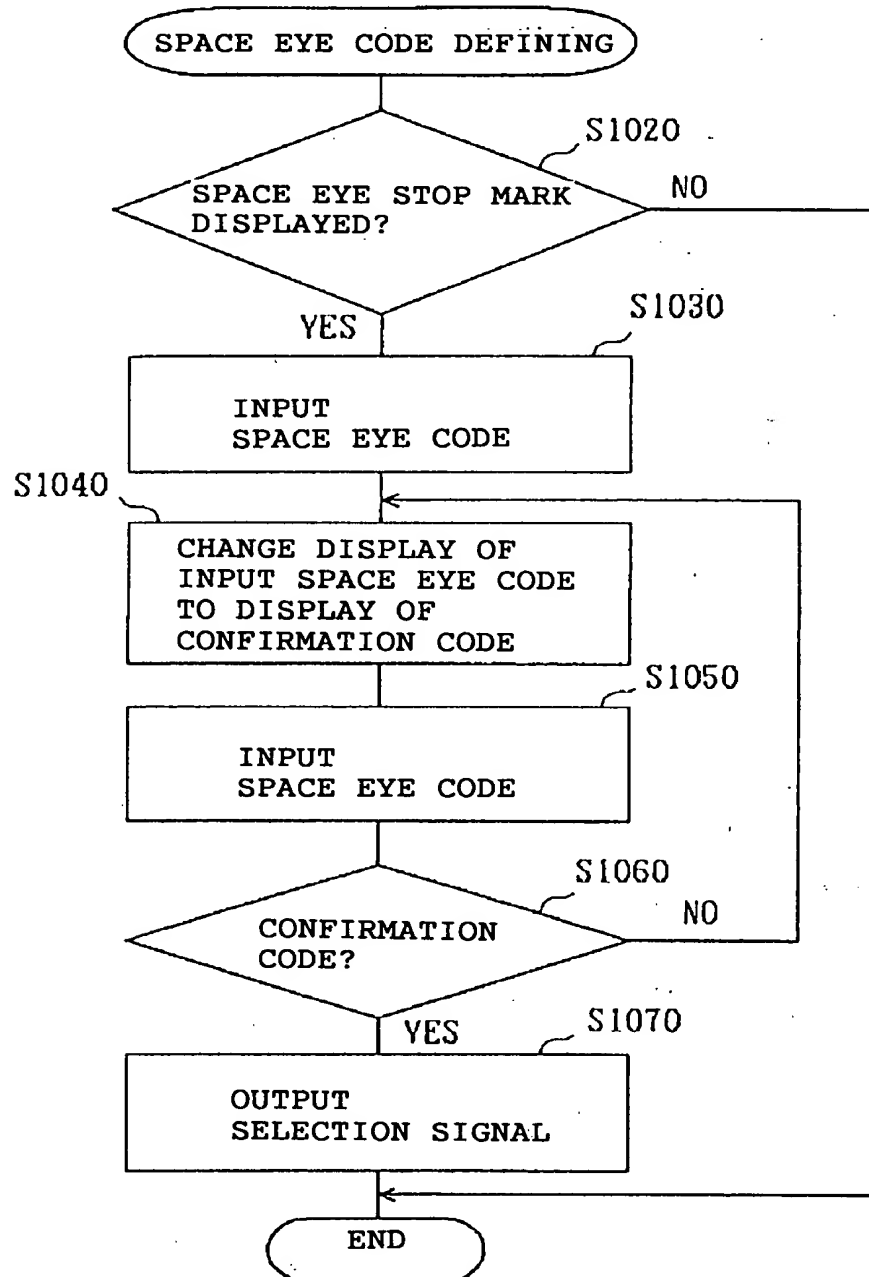 SPACE EYE CODE DEFINING
S1020
SPACE EYE STOP MARK
DISPLAYED?
NO
YES
S1030
INPUT
SPACE EYE CODE
S1040
CHANGE DISPLAY OF
INPUT SPACE EYE CODE
TO DISPLAY OF
CONFIRMATION CODE
S1050
INPUT
SPACE EYE CODE
S1060
CONFIRMATION
CODE?
NO
YES
S1070
OUTPUT
SELECTION SIGNAL
END